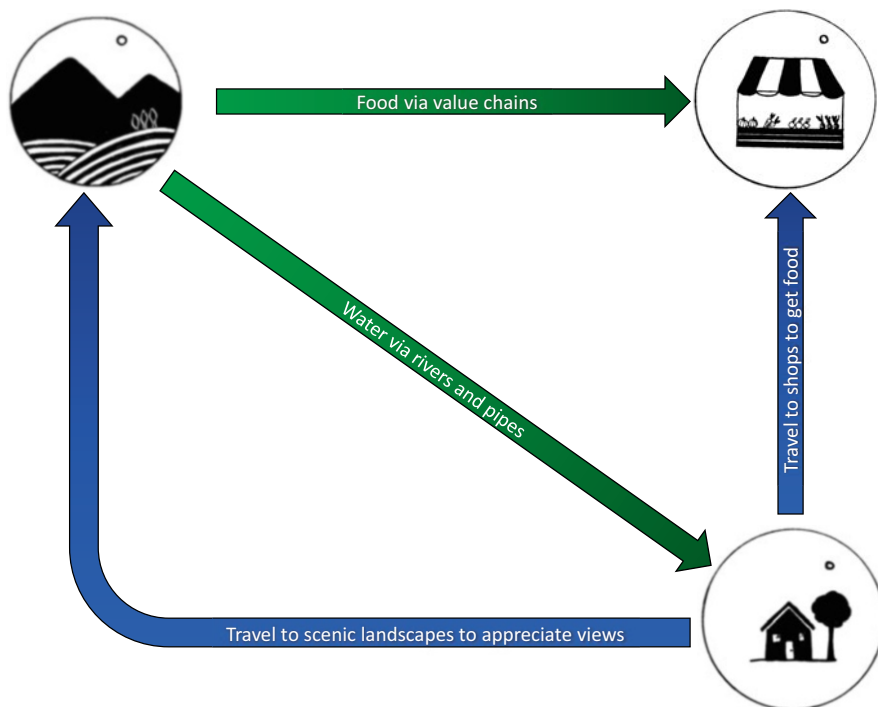 Food via value chains
Water via rivers and pipes
Travel to shops to get food
Travel to scenic landscapes to appreciate views